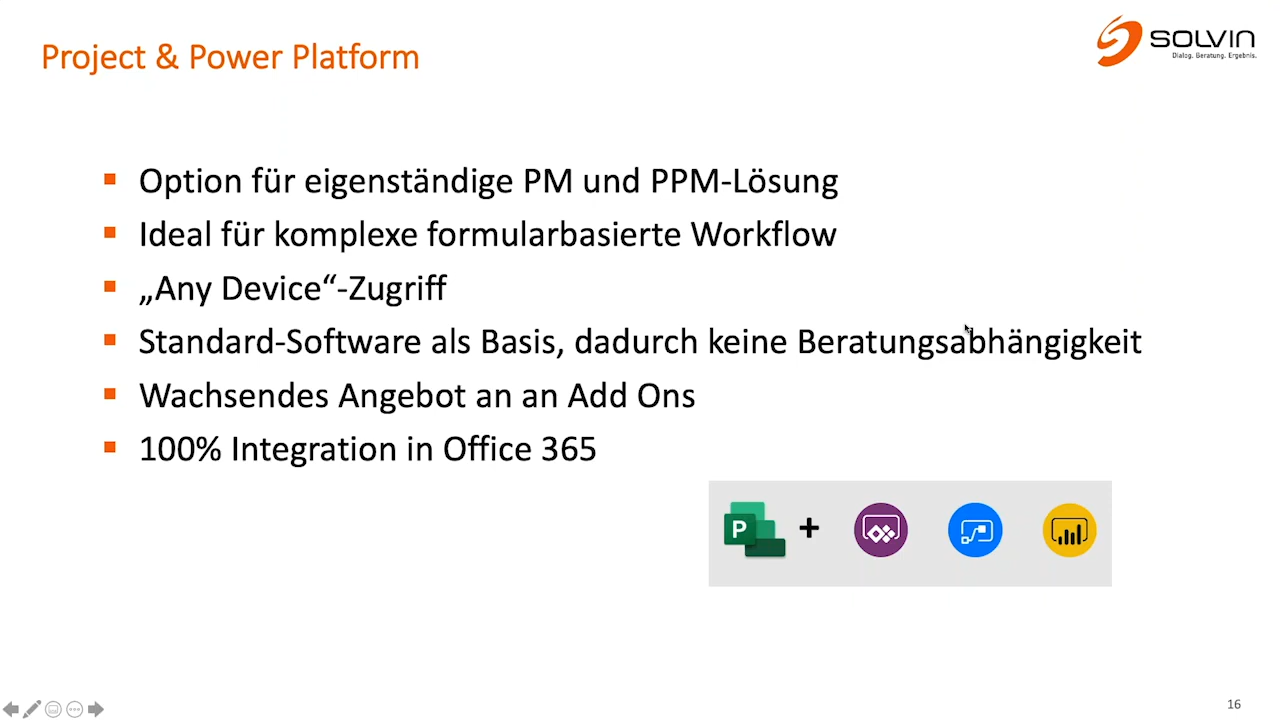 Project & Power Platform
SOLVIN
Dialog. Beratung. Ergebnis.
Option für eigenständige PM und PPM-Lösung
Ideal für komplexe formularbasierte Workflow
„Any Device“-Zugriff
Standard-Software als Basis, dadurch keine Beratungsabhängigkeit
Wachsendes Angebot an an Add Ons
100% Integration in Office 365
P +
16